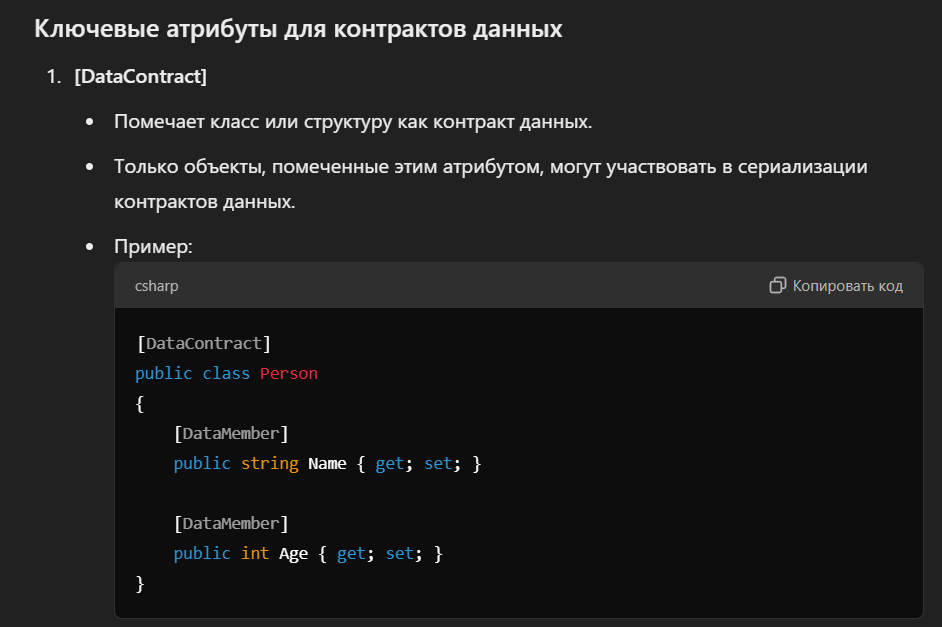 Ключевые атрибуты для контрактов данных
1. [DataContract]
• Помечает класс или структуру как контракт данных.
• Только объекты, помеченные этим атрибутом, могут участвовать в сериализации
контрактов данных.
• Пример:
csharp Копировать код
[DataContract]
public class Person
{
    [DataMember]
    public string Name { get; set; }

    [DataMember]
    public int Age { get; set; }
}